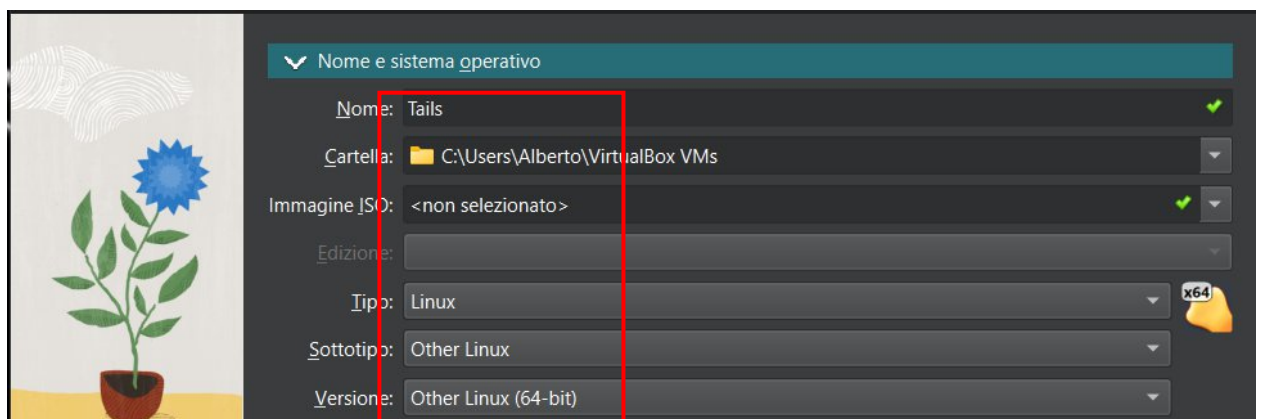 Nome e sistema operativo
Nome: Tails
Cartella: C:\Users\Alberto\VirtualBox VMs
Immagine ISO: <non selezionato>
Edizione:
Tipo: Linux
x64
Sottotipo: Other Linux
Versione: Other Linux (64-bit)